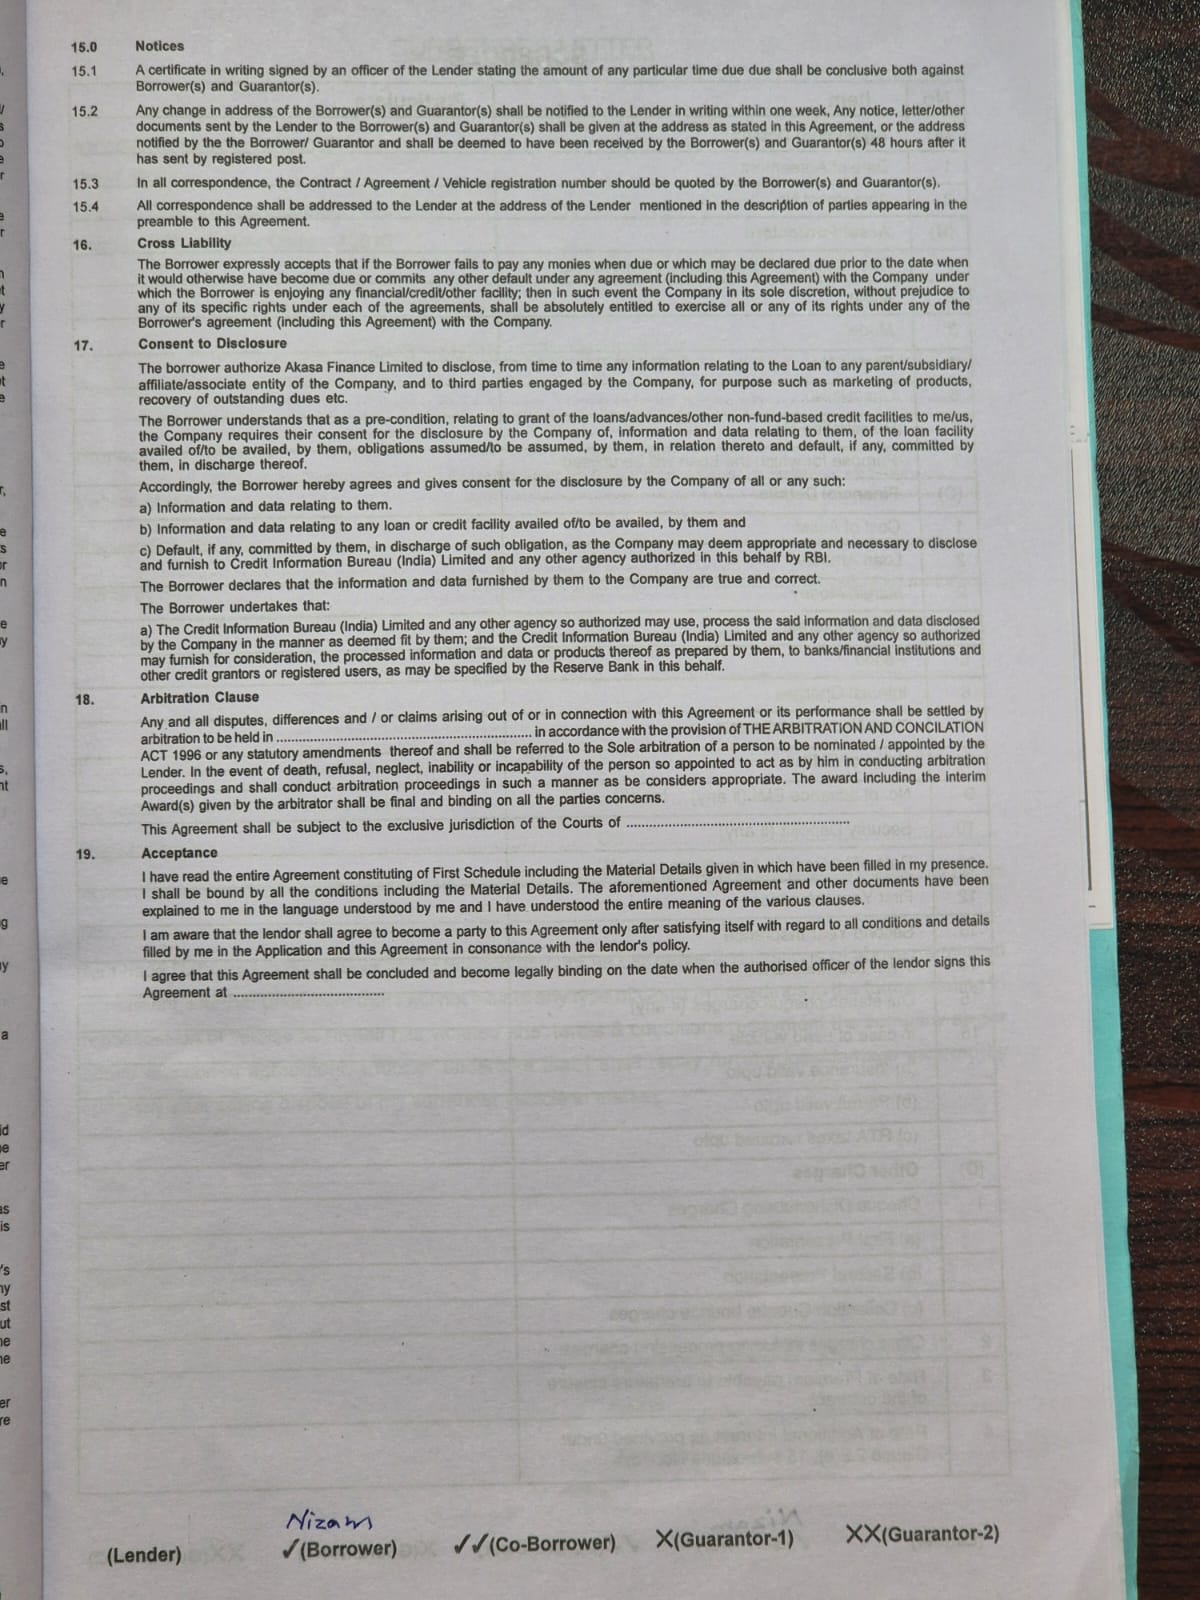 15.0 Notices
15.1 A certificate in writing signed by an officer of the Lender stating the amount of any particular time due due shall be conclusive both against
Borrower(s) and Guarantor(s).
15.2 Any change in address of the Borrower(s) and Guarantor(s) shall be notified to the Lender in writing within one week, Any notice, letter/other
documents sent by the Lender to the Borrower(s) and Guarantor(s) shall be given at the address as stated in this Agreement, or the address
notified by the the Borrower/ Guarantor and shall be deemed to have been received by the Borrower(s) and Guarantor(s) 48 hours after it
has sent by registered post.
15.3 In all correspondence, the Contract / Agreement / Vehicle registration number should be quoted by the Borrower(s) and Guarantor(s).
15.4 All correspondence shall be addressed to the Lender at the address of the Lender mentioned in the description of parties appearing in the
preamble to this Agreement.
16. Cross Liability
The Borrower expressly accepts that if the Borrower fails to pay any monies when due or which may be declared due prior to the date when
it would otherwise have become due or commits any other default under any agreement (including this Agreement) with the Company under
which the Borrower is enjoying any financial/credit/other facility; then in such event the Company in its sole discretion, without prejudice to
any of its specific rights under each of the agreements, shall be absolutely entitled to exercise all or any of its rights under any of the
Borrower's agreement (including this Agreement) with the Company.
17. Consent to Disclosure
The borrower authorize Akasa Finance Limited to disclose, from time to time any information relating to the Loan to any parent/subsidiary/
affiliate/associate entity of the Company, and to third parties engaged by the Company, for purpose such as marketing of products,
recovery of outstanding dues etc.
The Borrower understands that as a pre-condition, relating to grant of the loans/advances/other non-fund-based credit facilities to me/us,
the Company requires their consent for the disclosure by the Company of, information and data relating to them, of the loan facility
availed of/to be availed, by them, obligations assumed/to be assumed, by them, in relation thereto and default, if any, committed by
them, in discharge thereof.
Accordingly, the Borrower hereby agrees and gives consent for the disclosure by the Company of all or any such:
a) Information and data relating to them.
b) Information and data relating to any loan or credit facility availed of/to be availed, by them and
c) Default, if any, committed by them, in discharge of such obligation, as the Company may deem appropriate and necessary to disclose
and furnish to Credit Information Bureau (India) Limited and any other agency authorized in this behalf by RBI.
The Borrower declares that the information and data furnished by them to the Company are true and correct.
The Borrower undertakes that:
a) The Credit Information Bureau (India) Limited and any other agency so authorized may use, process the said information and data disclosed
by the Company in the manner as deemed fit by them; and the Credit Information Bureau (India) Limited and any other agency so authorized
may furnish for consideration, the processed information and data or products thereof as prepared by them, to banks/financial institutions and
other credit grantors or registered users, as may be specified by the Reserve Bank in this behalf.
18. Arbitration Clause
Any and all disputes, differences and / or claims arising out of or in connection with this Agreement or its performance shall be settled by
arbitration to be held in .................................................................. in accordance with the provision of THE ARBITRATION AND CONCILATION
ACT 1996 or any statutory amendments thereof and shall be referred to the Sole arbitration of a person to be nominated / appointed by the
Lender. In the event of death, refusal, neglect, inability or incapability of the person so appointed to act as by him in conducting arbitration
proceedings and shall conduct arbitration proceedings in such a manner as be considers appropriate. The award including the interim
Award(s) given by the arbitrator shall be final and binding on all the parties concerns.
This Agreement shall be subject to the exclusive jurisdiction of the Courts of .........................................................
19. Acceptance
I have read the entire Agreement constituting of First Schedule including the Material Details given in which have been filled in my presence.
I shall be bound by all the conditions including the Material Details. The aforementioned Agreement and other documents have been
explained to me in the language understood by me and I have understood the entire meaning of the various clauses.
I am aware that the lendor shall agree to become a party to this Agreement only after satisfying itself with regard to all conditions and details
filled by me in the Application and this Agreement in consonance with the lendor's policy.
I agree that this Agreement shall be concluded and become legally binding on the date when the authorised officer of the lendor signs this
Agreement at ......................................
Nizam
(Lender) ✓(Borrower) ✓✓(Co-Borrower) X(Guarantor-1) XX(Guarantor-2)